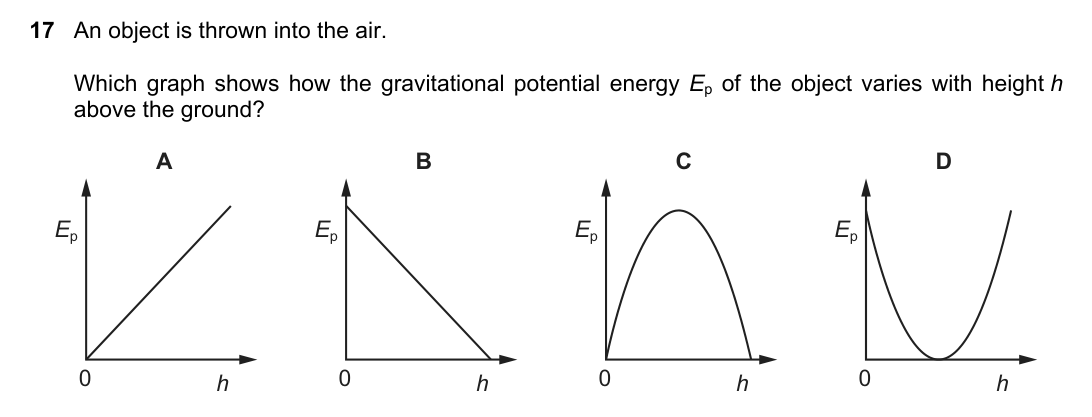 17 An object is thrown into the air.
Which graph shows how the gravitational potential energy Ep of the object varies with height h
above the ground?
A B C D
Ep Ep Ep Ep
0 h 0 h 0 h 0 h